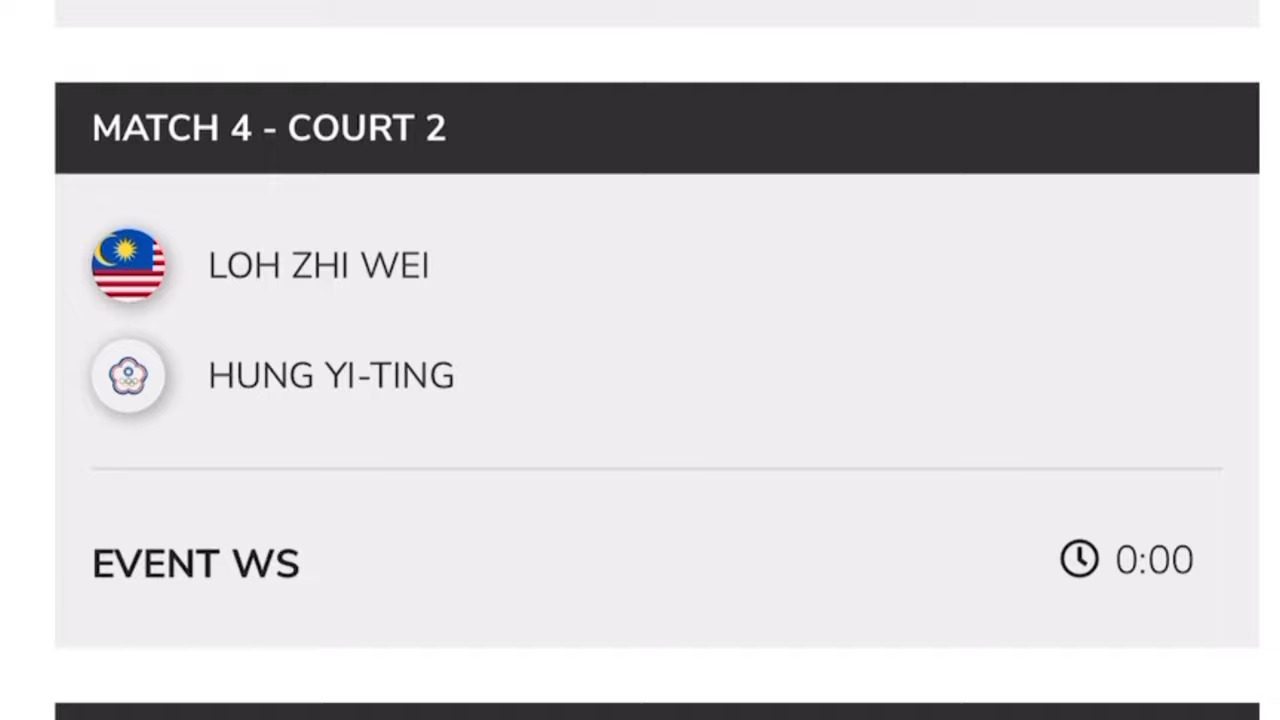 MATCH 4 - COURT 2
LOH ZHI WEI
HUNG YI-TING
EVENT WS
0:00